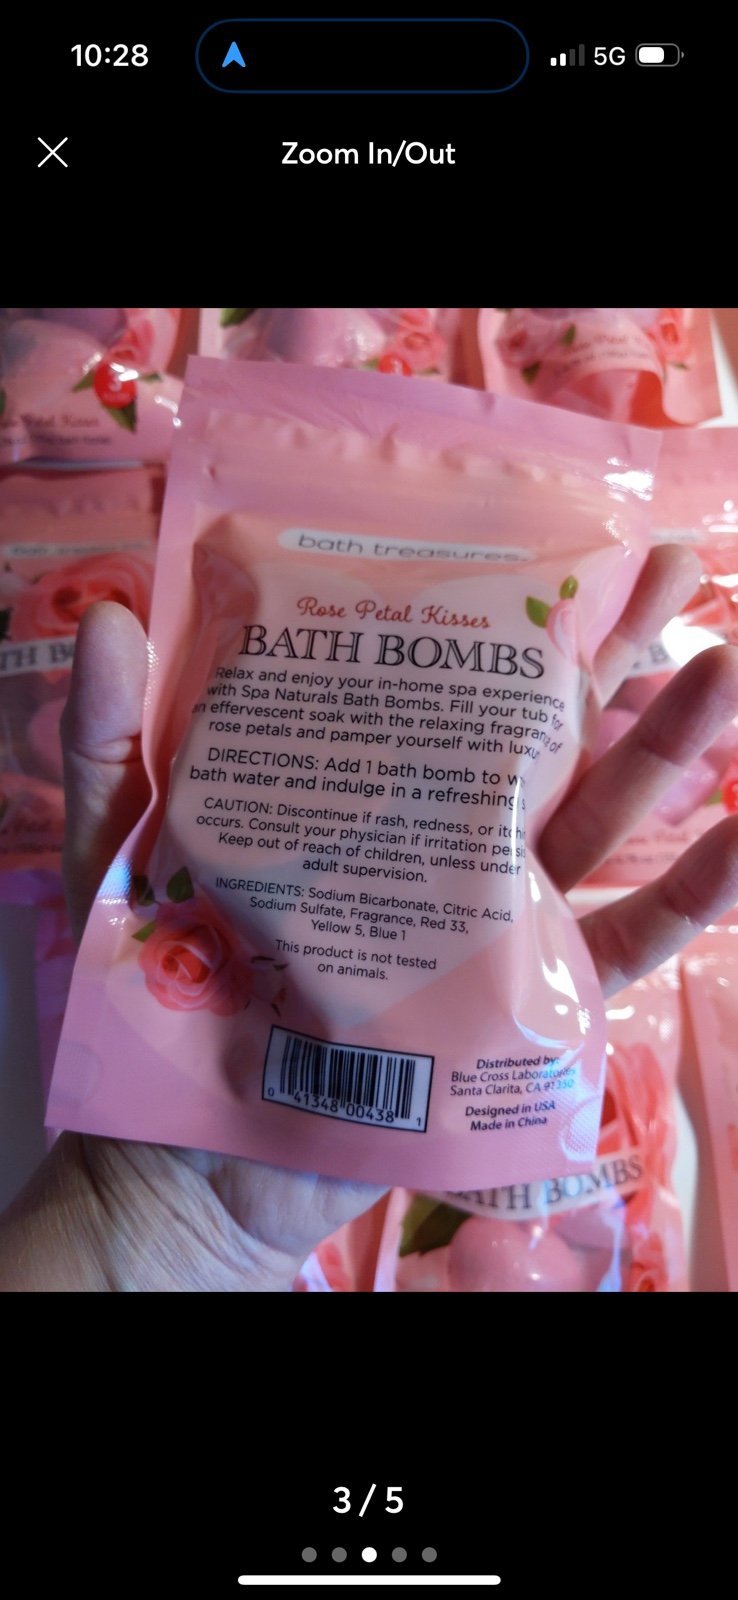 10:28
5G
Zoom In/Out
bath treasures
Rose Petal Kisses
BATH BOMBS
Relax and enjoy your in-home spa experience
with Spa Naturals Bath Bombs. Fill your tub for
an effervescent soak with the relaxing of
rose petals and pamper yourself with
DIRECTIONS: Add 1 bath bomb to
bath water and indulge in a refreshing
CAUTION: Discontinue if rash, redness, or
occurs. Consult your physician if irritation
Keep out of reach of children, unless under
adult supervision.
INGREDIENTS: Sodium Bicarbonate, Citric Acid,
Sodium Sulfate, Fragrance, Red 33,
Yellow 5, Blue 1
This product is not tested
on animals.
0 41348 00438 1
Distributed by:
Blue Cross Laboratories
Santa Clarita, CA 91350
Designed in USA
Made in China
BATH BOMBS
3 / 5